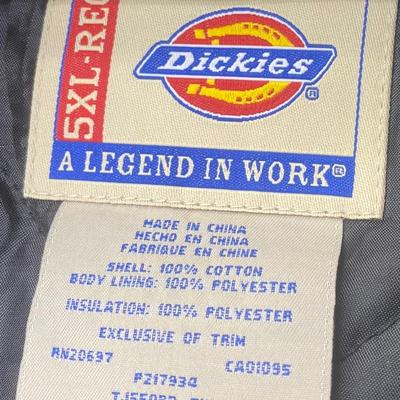 5XL·REG
Dickies
®
A LEGEND IN WORK®
MADE IN CHINA
HECHO EN CHINA
FABRIQUE EN CHINE
SHELL: 100% COTTON
BODY LINING: 100% POLYESTER
INSULATION: 100% POLYESTER
EXCLUSIVE OF TRIM
RN20697 CA01095
P217934